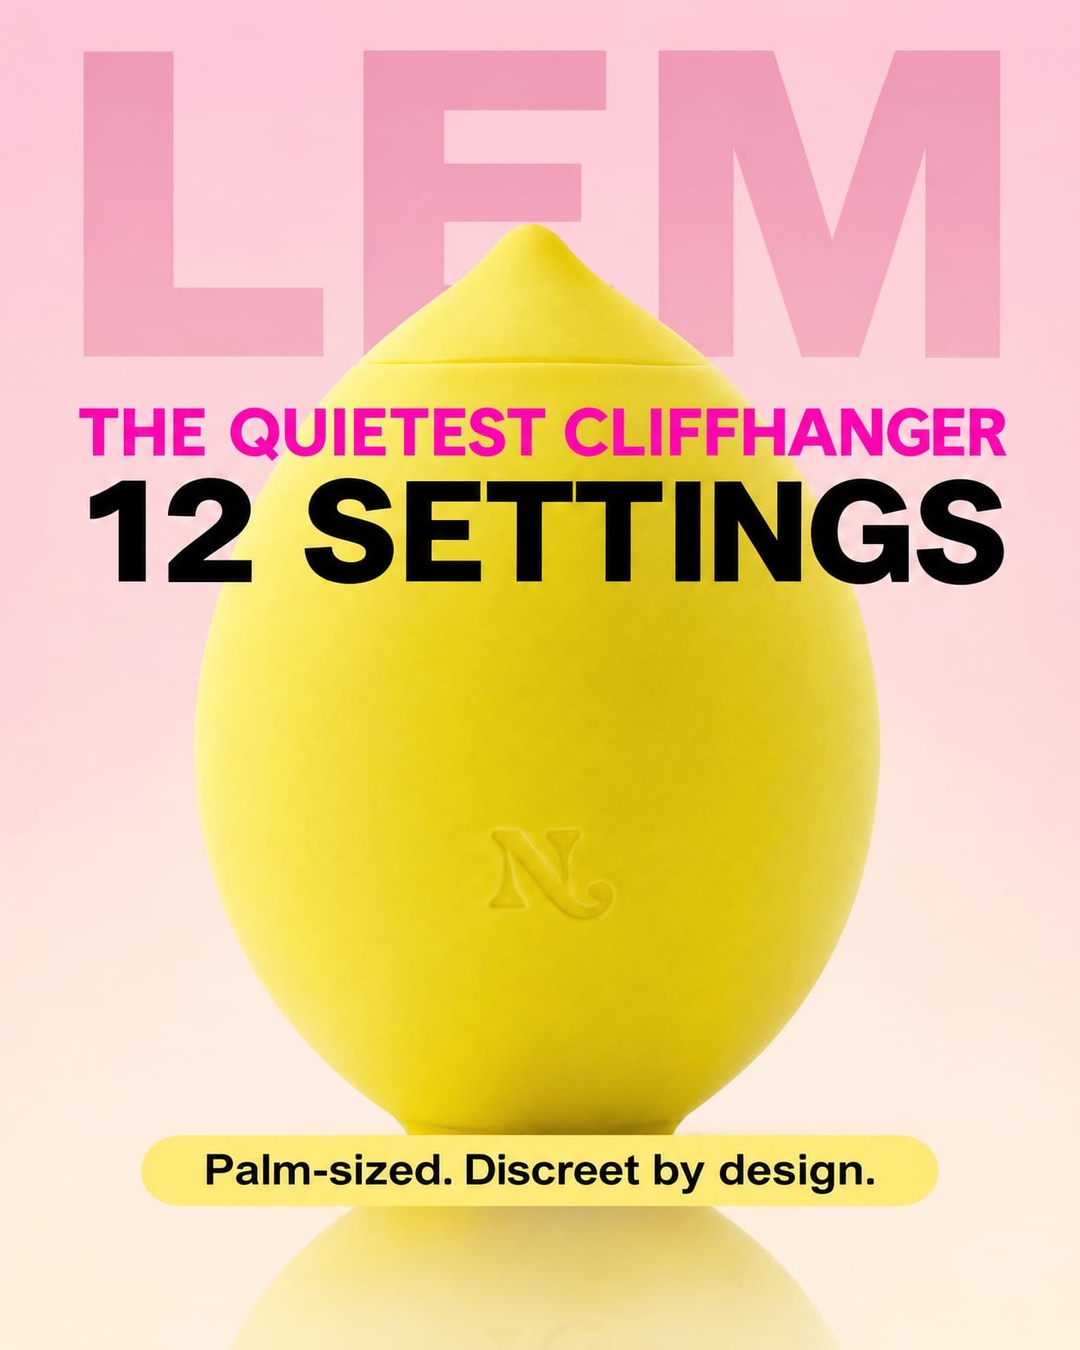 LEM
THE QUIETEST CLIFFHANGER
12 SETTINGS
N
Palm-sized. Discreet by design.